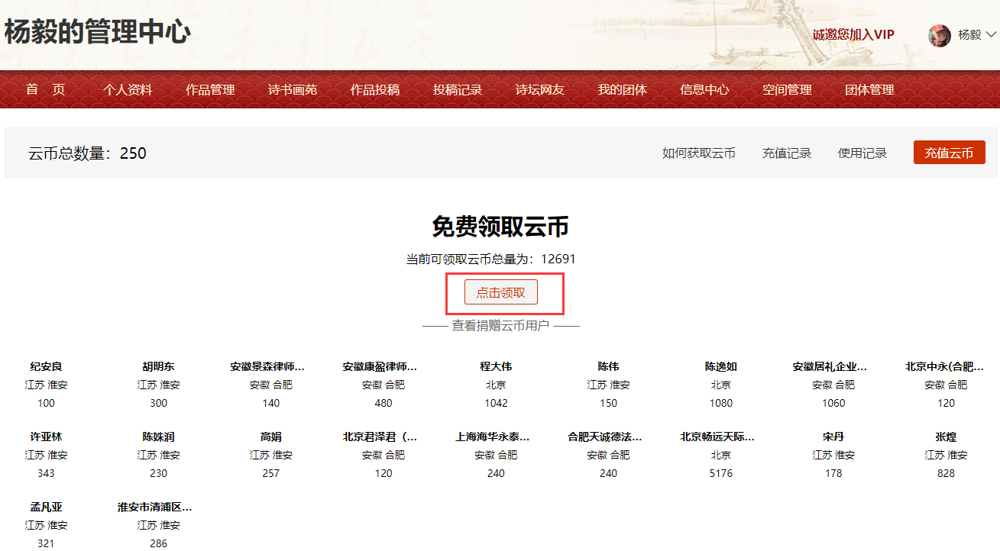 杨毅的管理中心
诚邀您加入VIP 杨毅
首 页 个人资料 作品管理 诗书画苑 作品投稿 投稿记录 诗坛网友 我的团体 信息中心 空间管理 团体管理
云币总数量：250 如何获取云币 充值记录 使用记录 充值云币
免费领取云币
当前可领取云币总量为：12691
点击领取
—— 查看捐赠云币用户 ——
纪安良 胡明东 安徽景森律师... 安徽康盈律师... 程大伟 陈伟 陈逸如 安徽居礼企业... 北京中永(合肥...
江苏 淮安 江苏 淮安 安徽 合肥 安徽 合肥 北京 江苏 淮安 北京 安徽 合肥 安徽 合肥
100 300 140 480 1042 150 1080 1060 120
许亚林 陈姝润 高娟 北京君泽君（... 上海海华永泰... 合肥天诚德法... 北京畅远天际... 宋丹 张煌
江苏 淮安 江苏 淮安 江苏 淮安 安徽 合肥 安徽 合肥 安徽 合肥 北京 江苏 淮安 江苏 淮安
343 230 257 120 240 240 5176 178 828
孟凡亚 淮安市清浦区...
江苏 淮安 江苏 淮安
321 286